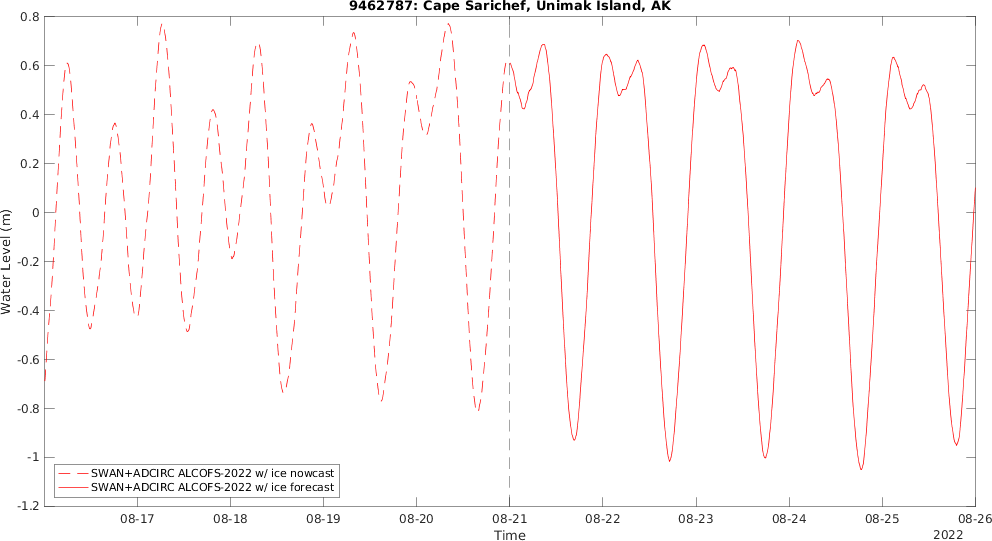 9462787: Cape Sarichef, Unimak Island, AK
0.8
0.6
0.4
0.2
0
-0.2
-0.4
-0.6
-0.8
-1
-1.2
Water Level (m)
SWAN+ADCIRC ALCOFS-2022 w/ ice nowcast
SWAN+ADCIRC ALCOFS-2022 w/ ice forecast
08-17 08-18 08-19 08-20 08-21 08-22 08-23 08-24 08-25 08-26
Time
2022